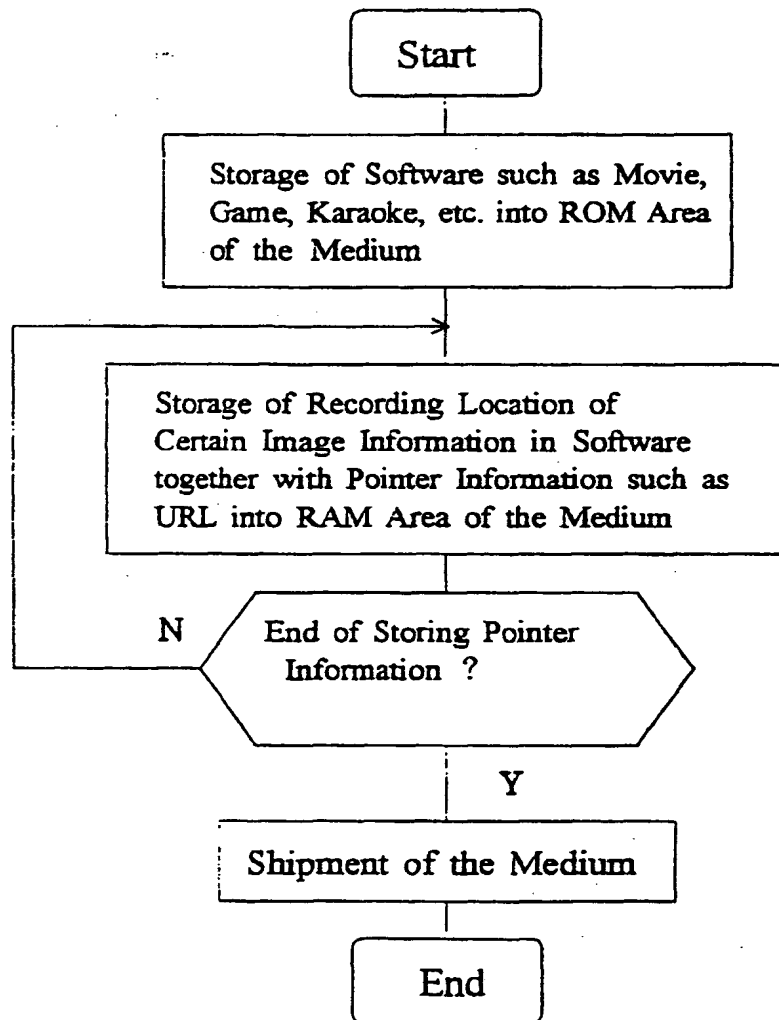 Start
Storage of Software such as Movie,
Game, Karaoke, etc. into ROM Area
of the Medium
Storage of Recording Location of
Certain Image Information in Software
together with Pointer Information such as
URL into RAM Area of the Medium
N
End of Storing Pointer
Information ?
Y
Shipment of the Medium
End